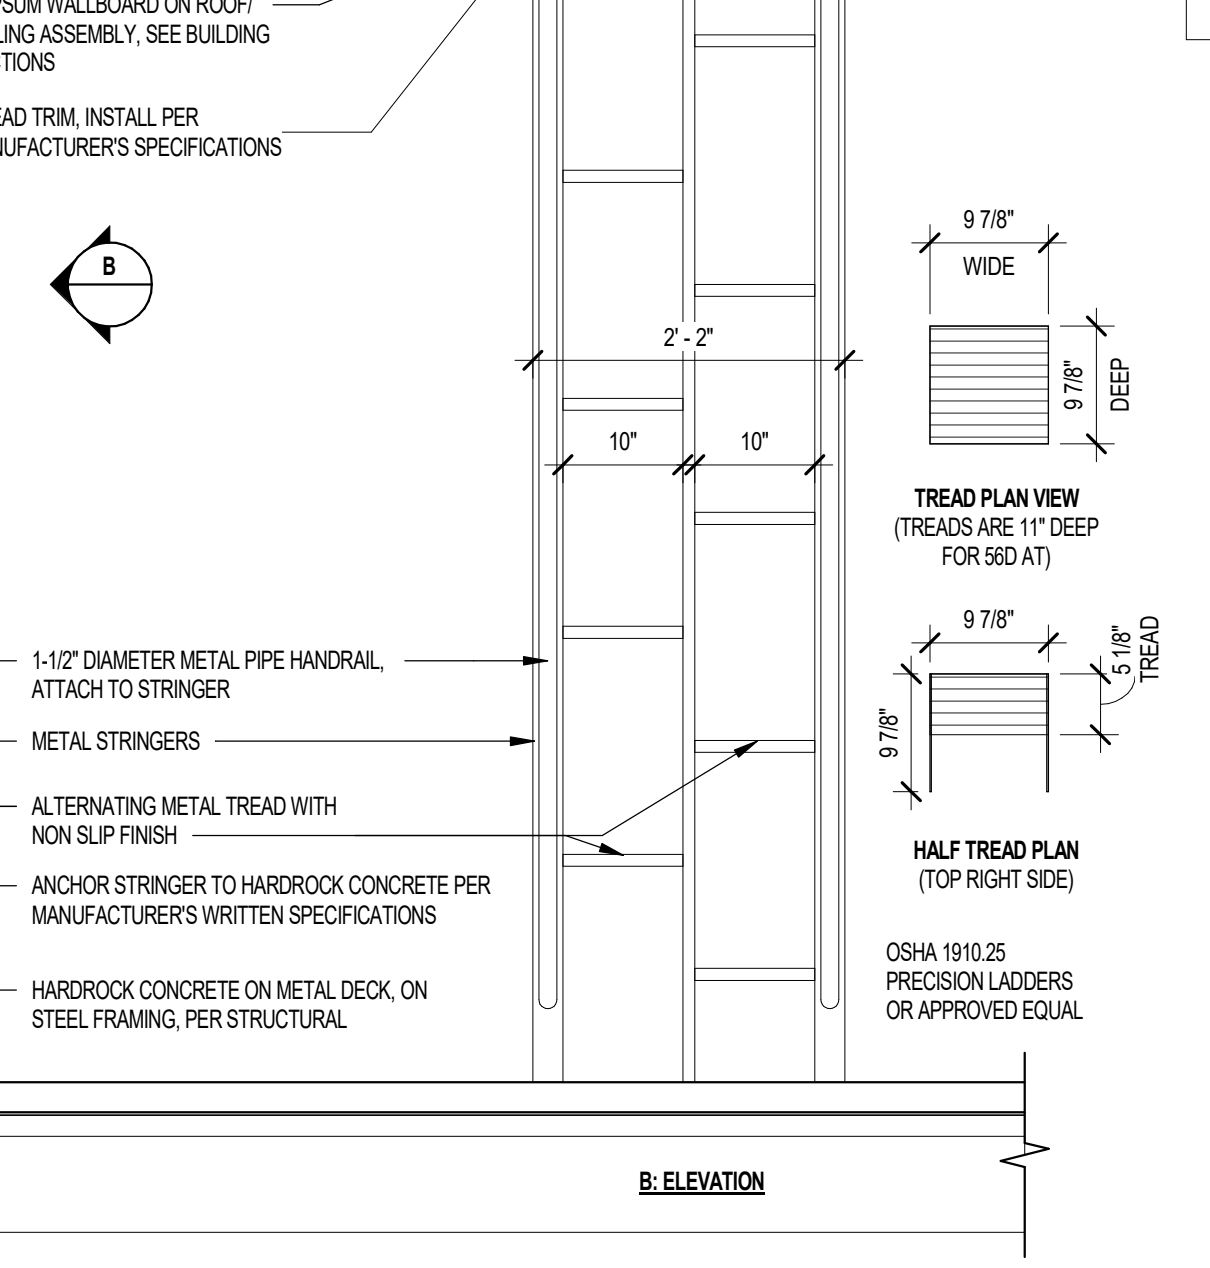 PSUM WALLBOARD ON ROOF/
LING ASSEMBLY, SEE BUILDING
CTIONS
EAD TRIM, INSTALL PER
NUFACTURER'S SPECIFICATIONS
B
2' - 2"
10"
10"
1-1/2" DIAMETER METAL PIPE HANDRAIL,
ATTACH TO STRINGER
METAL STRINGERS
ALTERNATING METAL TREAD WITH
NON SLIP FINISH
ANCHOR STRINGER TO HARDROCK CONCRETE PER
MANUFACTURER'S WRITTEN SPECIFICATIONS
HARDROCK CONCRETE ON METAL DECK, ON
STEEL FRAMING, PER STRUCTURAL
9 7/8"
WIDE
9 7/8"
DEEP
TREAD PLAN VIEW
(TREADS ARE 11" DEEP
FOR 56D AT)
9 7/8"
9 7/8"
5 1/8"
TREAD
HALF TREAD PLAN
(TOP RIGHT SIDE)
OSHA 1910.25
PRECISION LADDERS
OR APPROVED EQUAL
B: ELEVATION